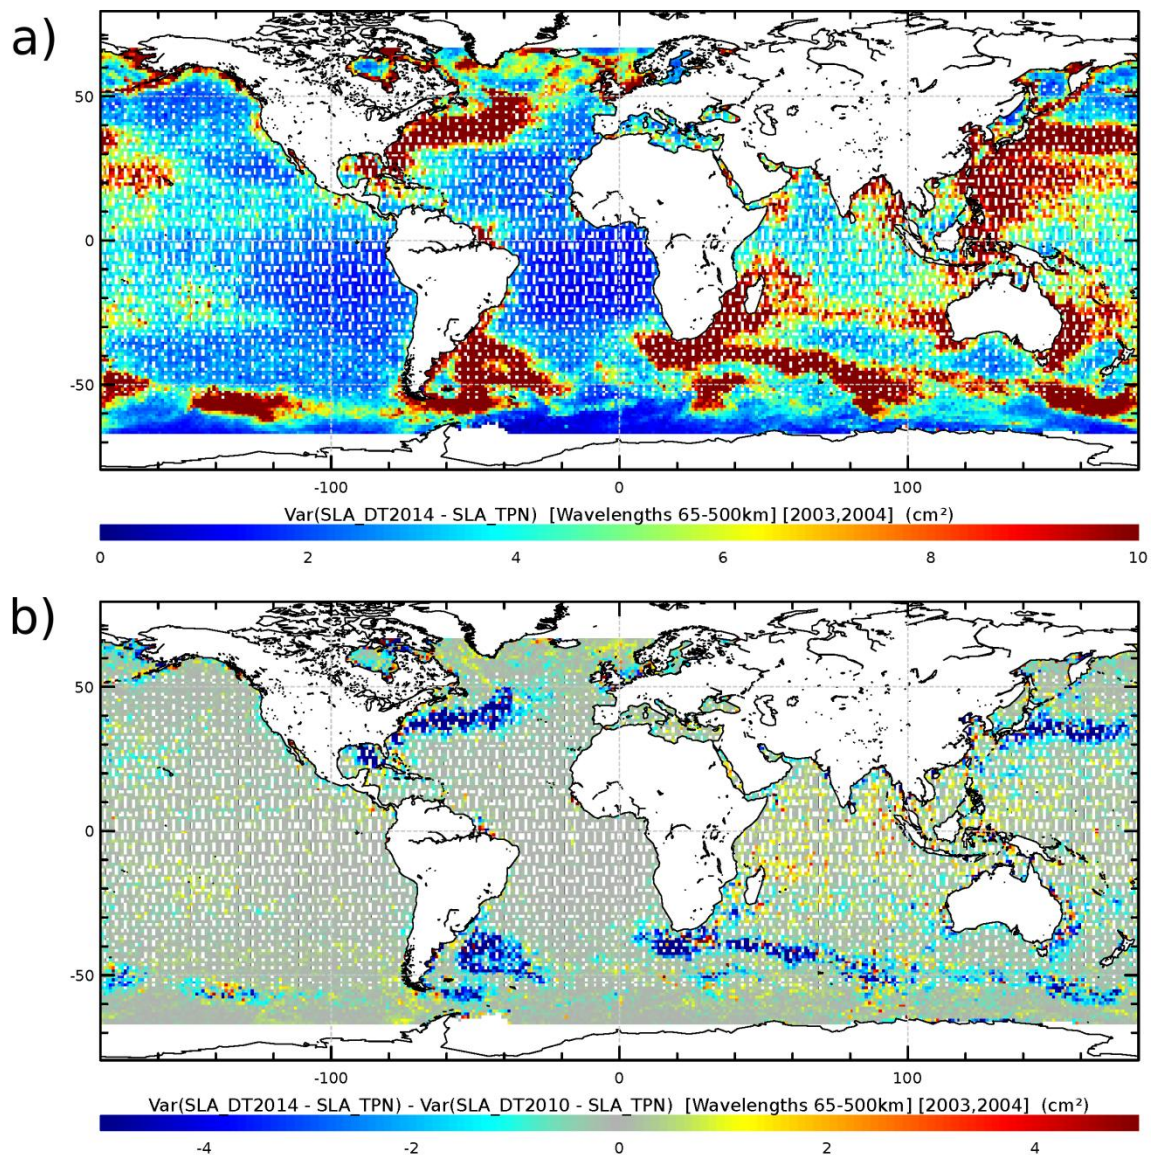 a)
50
0
-50
-100 0 100
Var(SLA_DT2014 - SLA_TPN) [Wavelengths 65-500km] [2003,2004] (cm²)
0 2 4 6 8 10
b)
50
0
-50
-100 0 100
Var(SLA_DT2014 - SLA_TPN) - Var(SLA_DT2010 - SLA_TPN) [Wavelengths 65-500km] [2003,2004] (cm²)
-4 -2 0 2 4